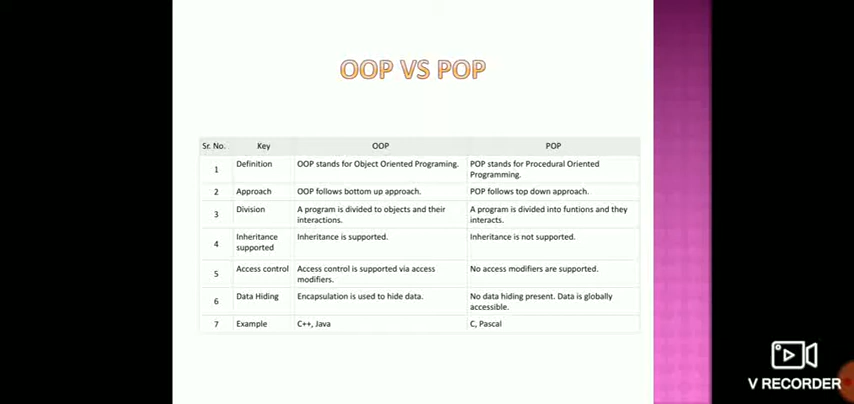 OOP VS POP
Sr. No. Key OOP POP
1 Definition OOP stands for Object Oriented Programing. POP stands for Procedural Oriented
Programming.
2 Approach OOP follows bottom up approach. POP follows top down approach.
3 Division A program is divided to objects and their A program is divided into funtions and they
interactions. interacts.
4 Inheritance Inheritance is supported. Inheritance is not supported.
supported
5 Access control Access control is supported via access No access modifiers are supported.
modifiers.
6 Data Hiding Encapsulation is used to hide data. No data hiding present. Data is globally
accessible.
7 Example C++, Java C, Pascal
V RECORDER